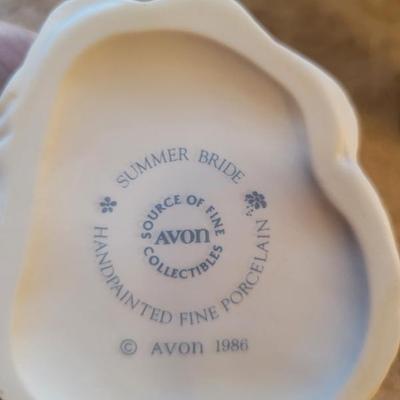 SUMMER BRIDE
SOURCE OF FINE
AVON
COLLECTIBLES
HANDPAINTED FINE PORCELAIN
© AVON 1986